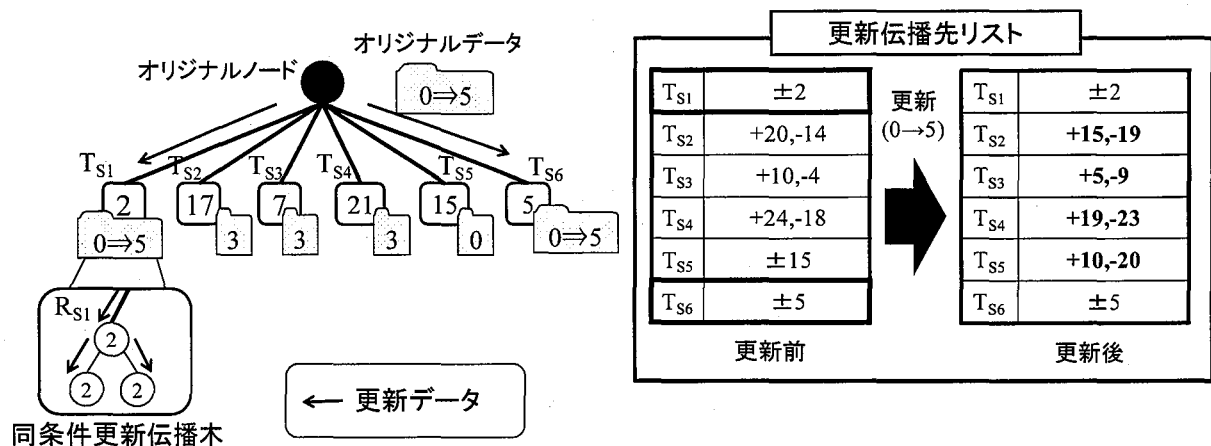 オリジナルデータ
オリジナルノード
0⇒5
T_S1
T_S2
T_S3
T_S4
T_S5
T_S6
2
17
7
21
15
5
0⇒5
3
3
3
0
0⇒5
R_S1
2
2
2
同条件更新伝播木
← 更新データ
更新伝播先リスト
T_S1 ±2
T_S2 +20,-14
T_S3 +10,-4
T_S4 +24,-18
T_S5 ±15
T_S6 ±5
更新前
更新
(0→5)
T_S1 ±2
T_S2 +15,-19
T_S3 +5,-9
T_S4 +19,-23
T_S5 +10,-20
T_S6 ±5
更新後